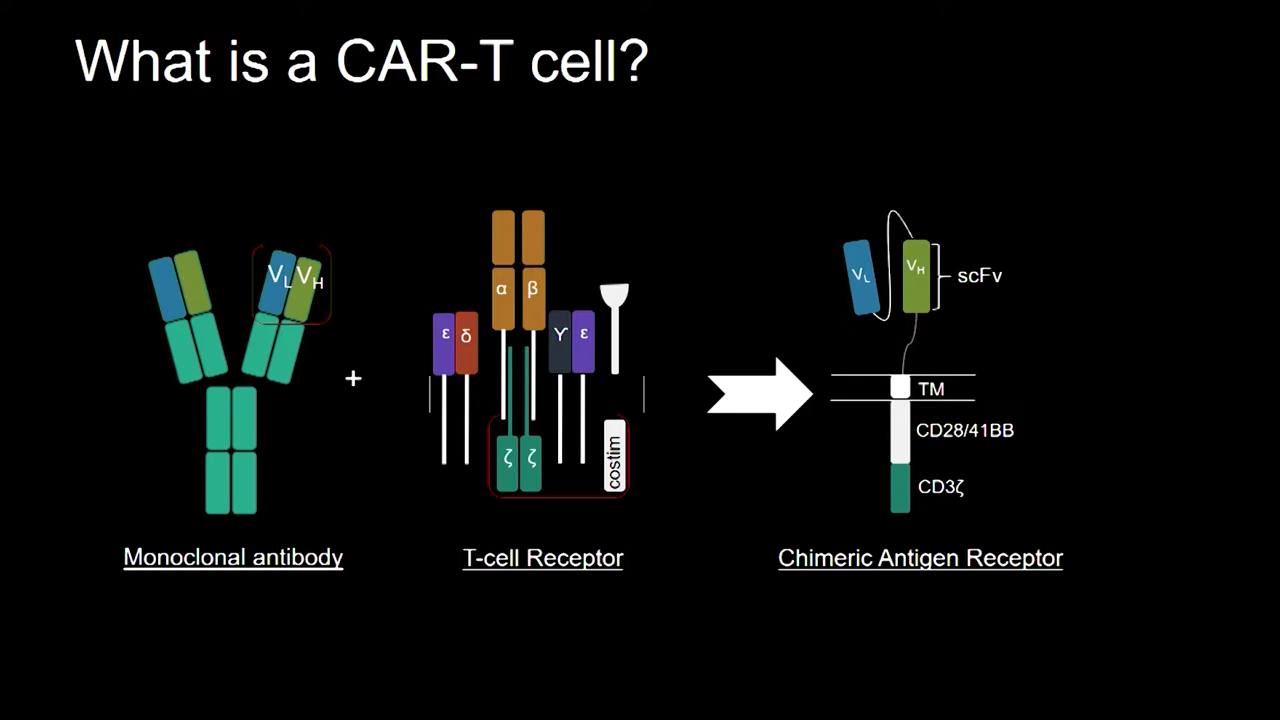 What is a CAR-T cell?
VL VH
+
ε δ
α β
Ƴ ε
ζ ζ
costim
VL VH
scFv
TM
CD28/41BB
CD3ζ
Monoclonal antibody
T-cell Receptor
Chimeric Antigen Receptor